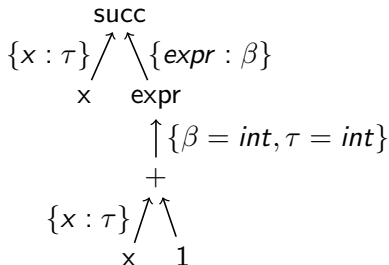 succ
{x : τ} {expr : β}
x expr
{β = int, τ = int}
+
{x : τ}
x 1